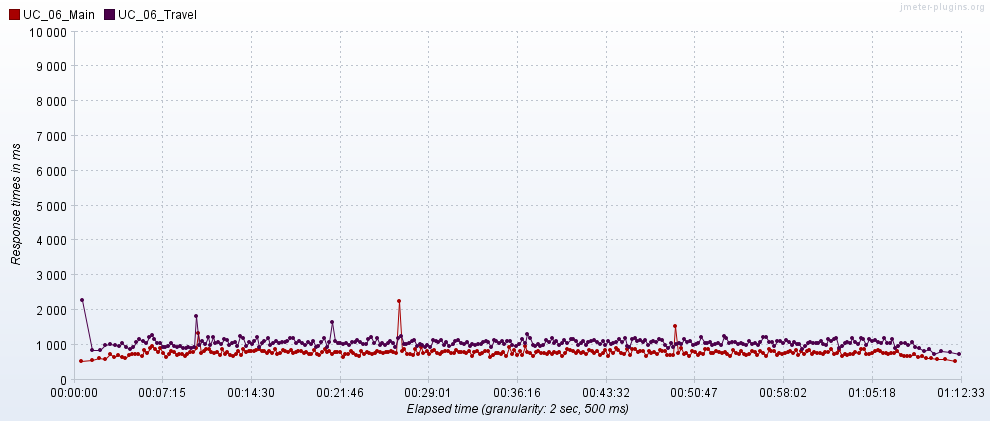 UC_06_Main UC_06_Travel
jmeter-plugins.org
10 000
9 000
8 000
7 000
6 000
5 000
4 000
3 000
2 000
1 000
0
Response times in ms
00:00:00 00:07:15 00:14:30 00:21:46 00:29:01 00:36:16 00:43:32 00:50:47 00:58:02 01:05:18 01:12:33
Elapsed time (granularity: 2 sec, 500 ms)